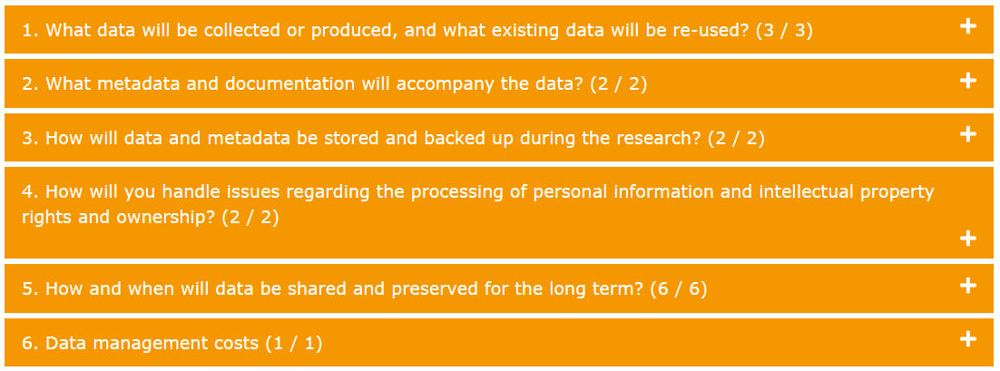 1. What data will be collected or produced, and what existing data will be re-used? (3 / 3)
2. What metadata and documentation will accompany the data? (2 / 2)
3. How will data and metadata be stored and backed up during the research? (2 / 2)
4. How will you handle issues regarding the processing of personal information and intellectual property
rights and ownership? (2 / 2)
5. How and when will data be shared and preserved for the long term? (6 / 6)
6. Data management costs (1 / 1)